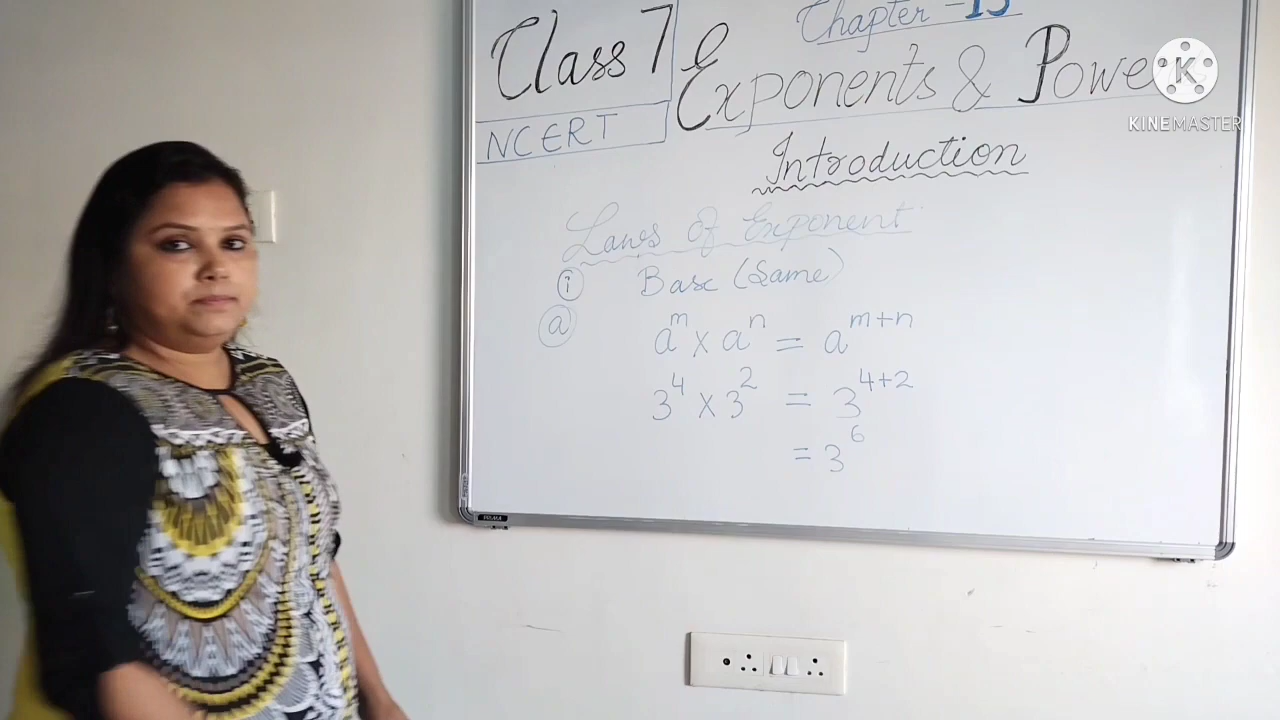 Class 7
NCERT
Chapter - 13
Exponents & Power
Introduction
Laws of Exponent
i Base (Same)
a a^m x a^n = a^m+n
3^4 x 3^2 = 3^4+2
= 3^6
K
KINEMASTER